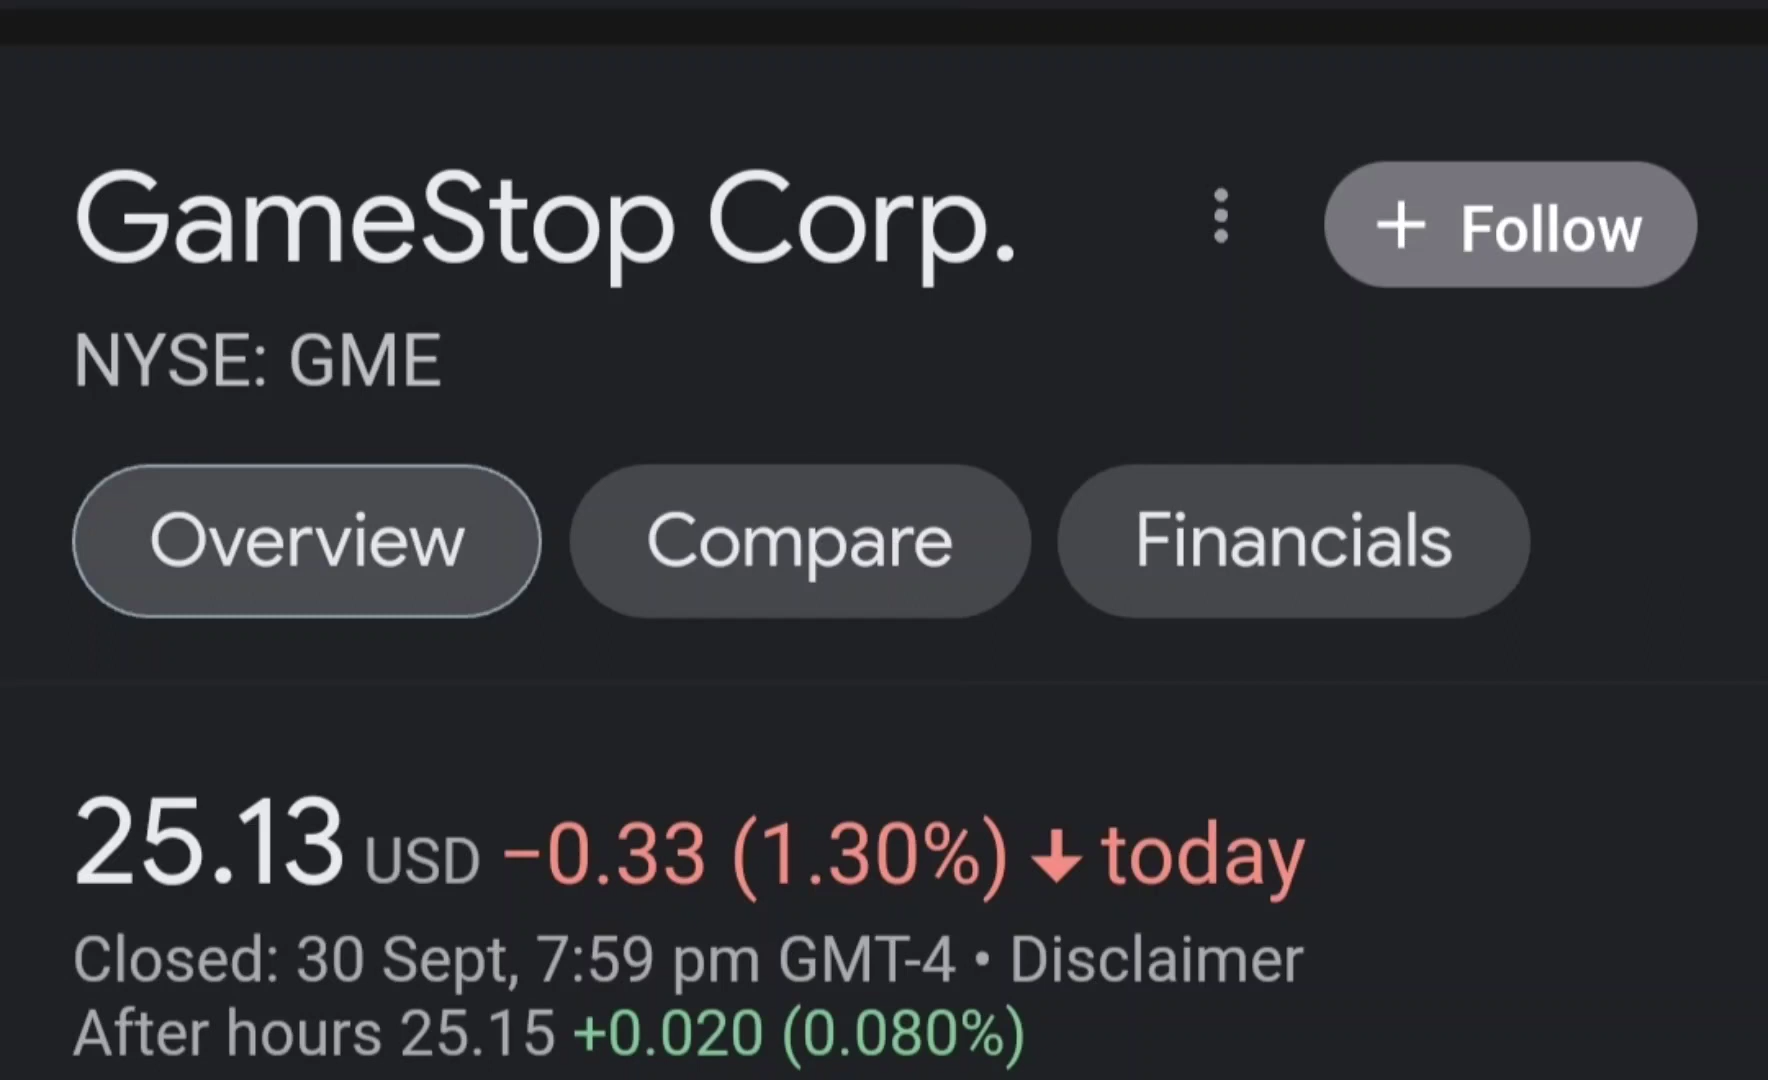 GameStop Corp.
+ Follow
NYSE: GME
Overview Compare Financials
25.13 USD −0.33 (1.30%) ↓ today
Closed: 30 Sept, 7:59 pm GMT-4 • Disclaimer
After hours 25.15 +0.020 (0.080%)